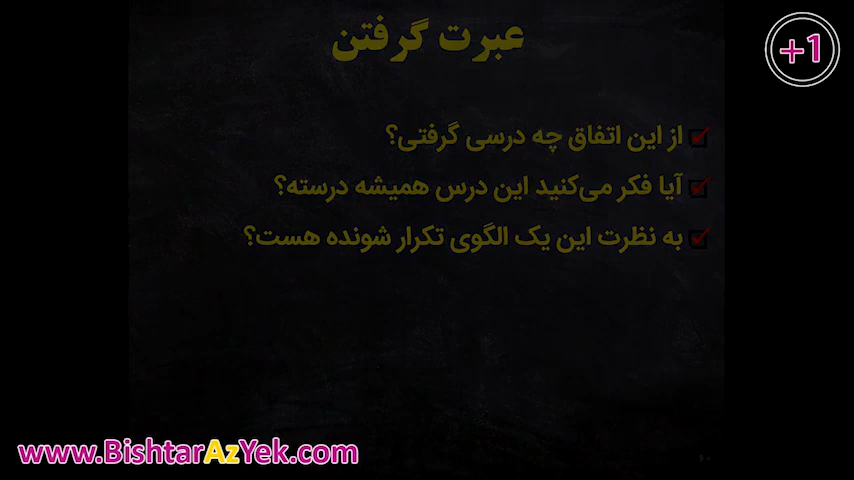 عبرت گرفتن
+1
از این اتفاق چه درسی گرفتی؟
آیا فکر می‌کنید این درس همیشه درسته؟
به نظرت این یک الگوی تکرار شونده هست؟
www.BishtarAzYek.com